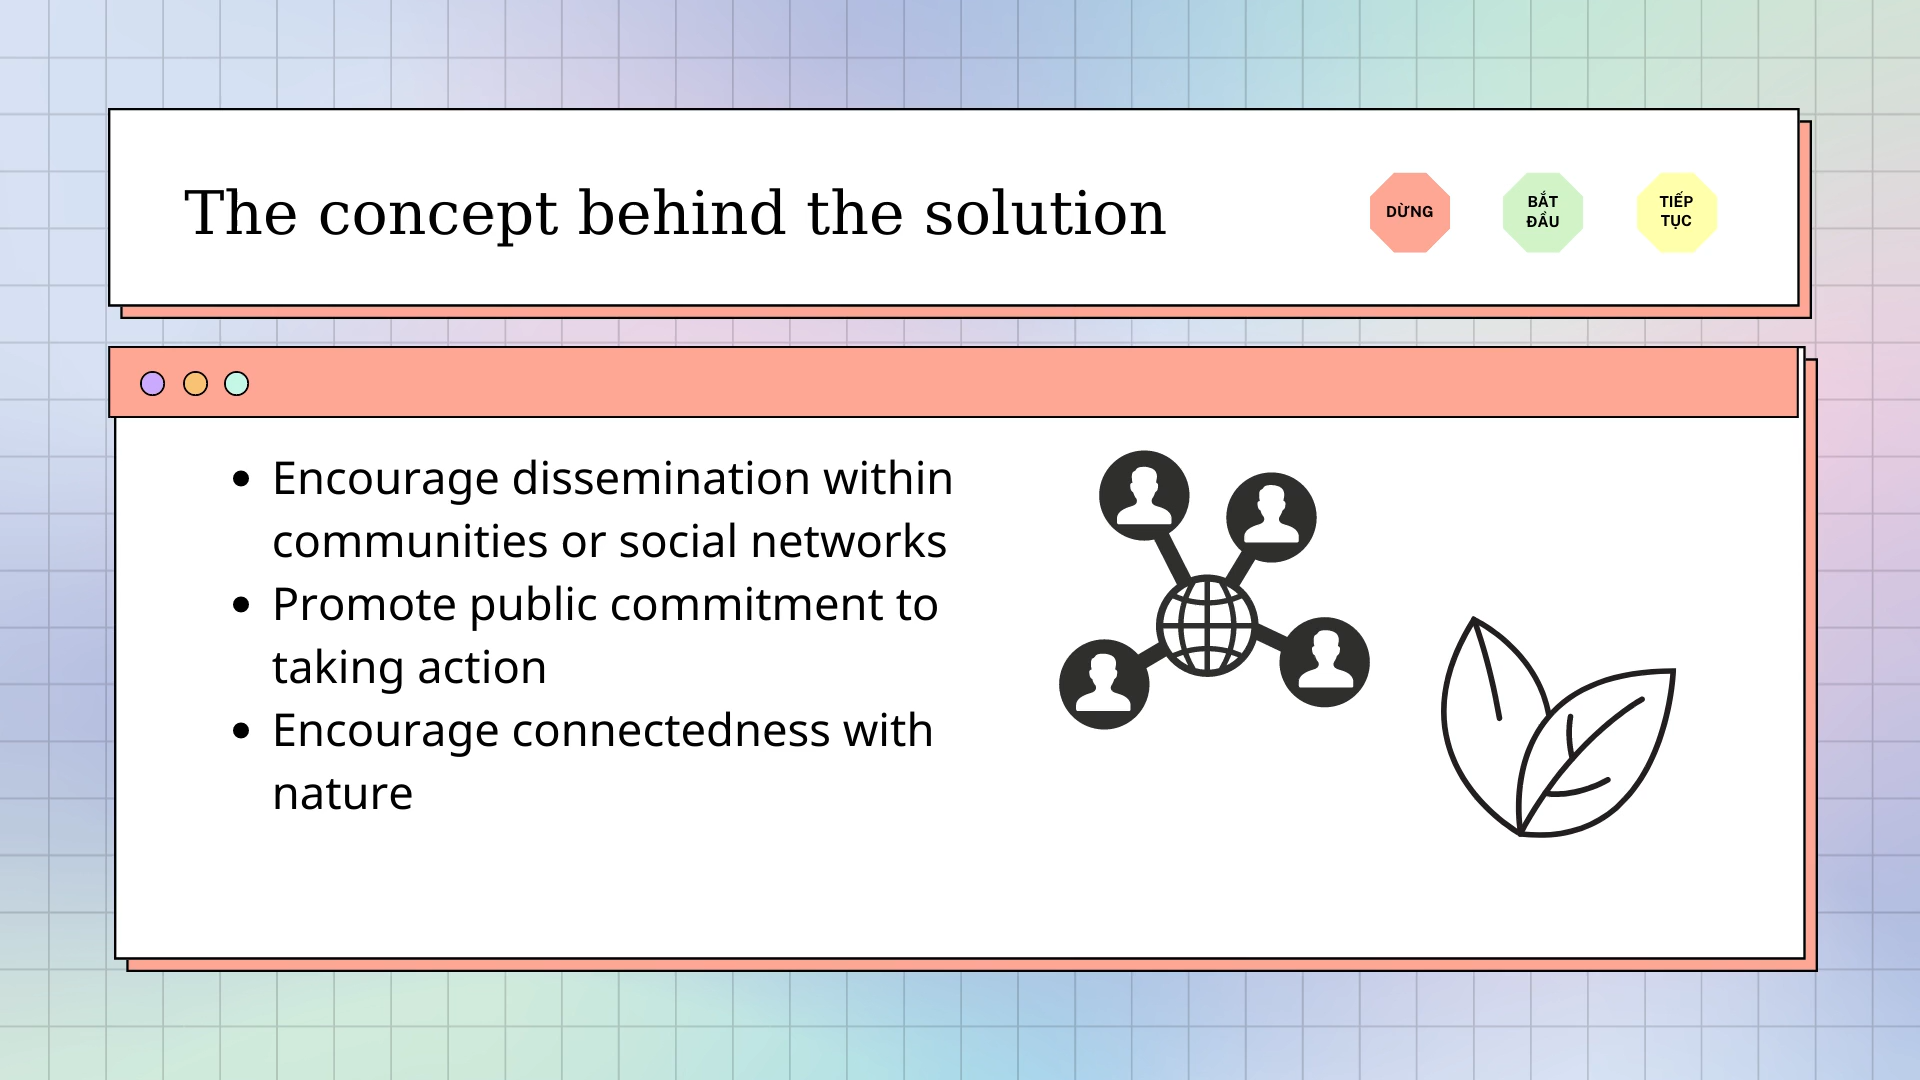 The concept behind the solution
DỪNG
BẮT
ĐẦU
TIẾP
TỤC
• Encourage dissemination within
communities or social networks
• Promote public commitment to
taking action
• Encourage connectedness with
nature